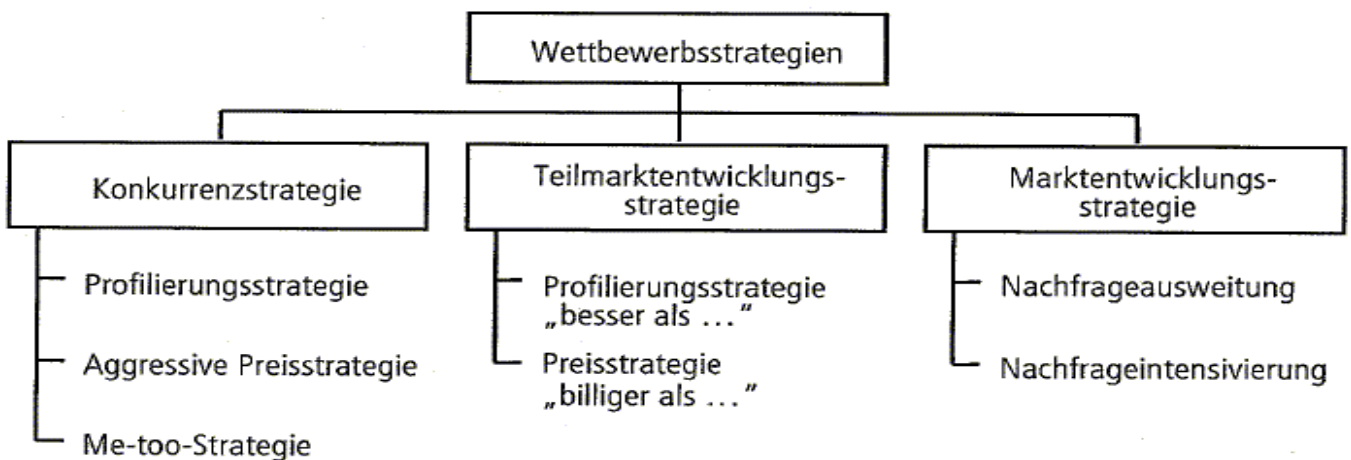 Wettbewerbsstrategien
Konkurrenzstrategie
Profilierungsstrategie
Aggressive Preisstrategie
Me-too-Strategie
Teilmarktentwicklungs-
strategie
Profilierungsstrategie
„besser als ...“
Preisstrategie
„billiger als ...“
Marktentwicklungs-
strategie
Nachfrageausweitung
Nachfrageintensivierung